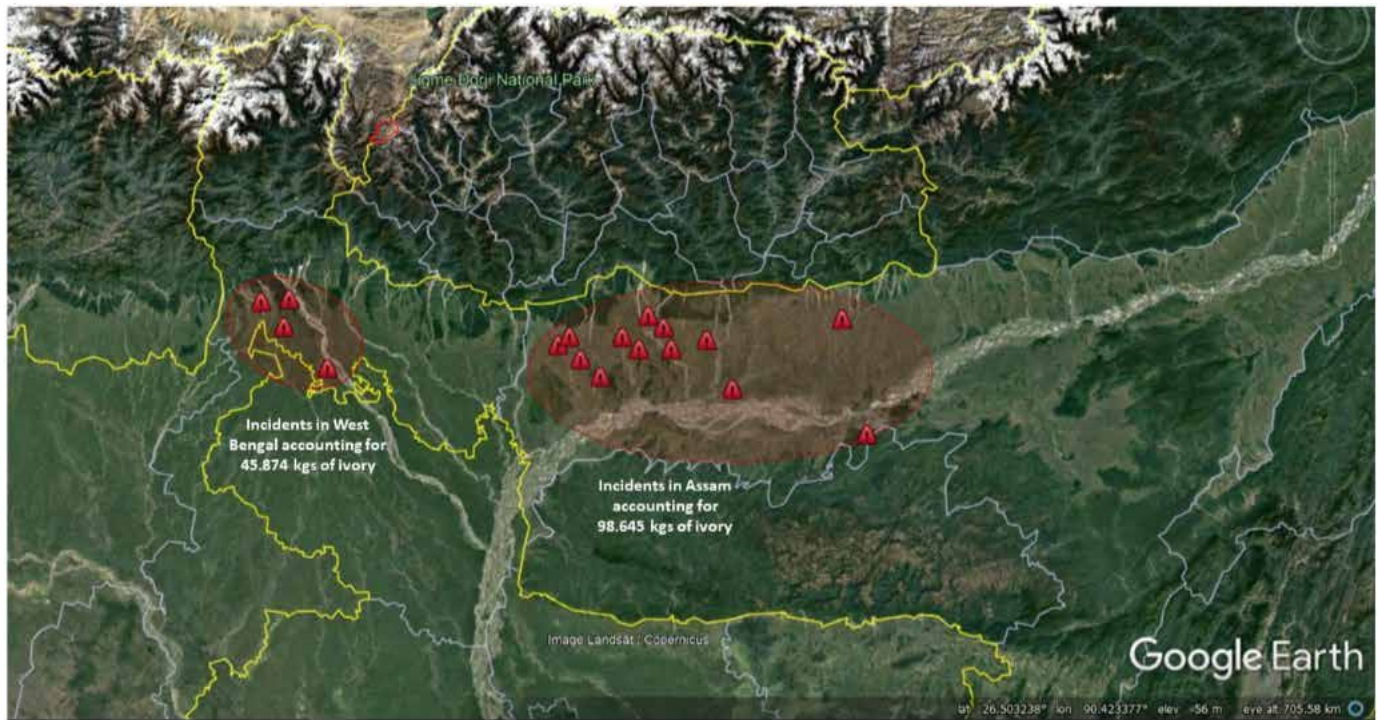 Jigme Dorji National Park
Incidents in West
Bengal accounting for
45.874 kgs of ivory
Incidents in Assam
accounting for
98.645 kgs of ivory
Image Landsat / Copernicus
Google Earth
lat 26.503238° lon 90.423377° elev -56 m eye alt 705.58 km